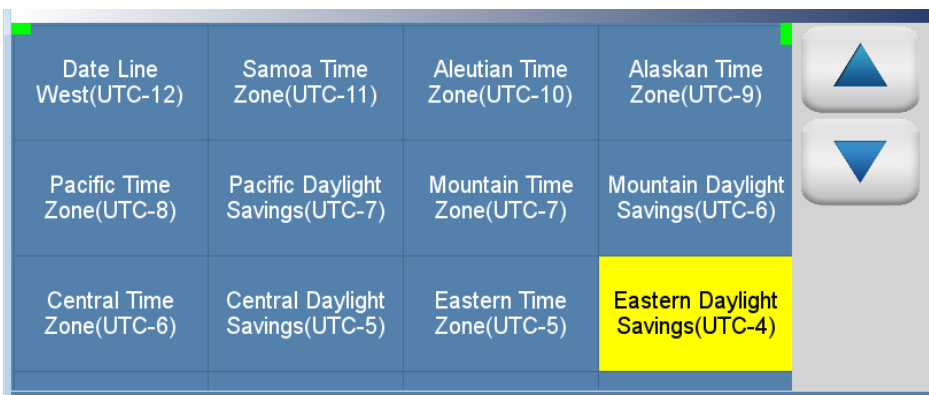 Date Line
West(UTC-12)
Samoa Time
Zone(UTC-11)
Aleutian Time
Zone(UTC-10)
Alaskan Time
Zone(UTC-9)
Pacific Time
Zone(UTC-8)
Pacific Daylight
Savings(UTC-7)
Mountain Time
Zone(UTC-7)
Mountain Daylight
Savings(UTC-6)
Central Time
Zone(UTC-6)
Central Daylight
Savings(UTC-5)
Eastern Time
Zone(UTC-5)
Eastern Daylight
Savings(UTC-4)